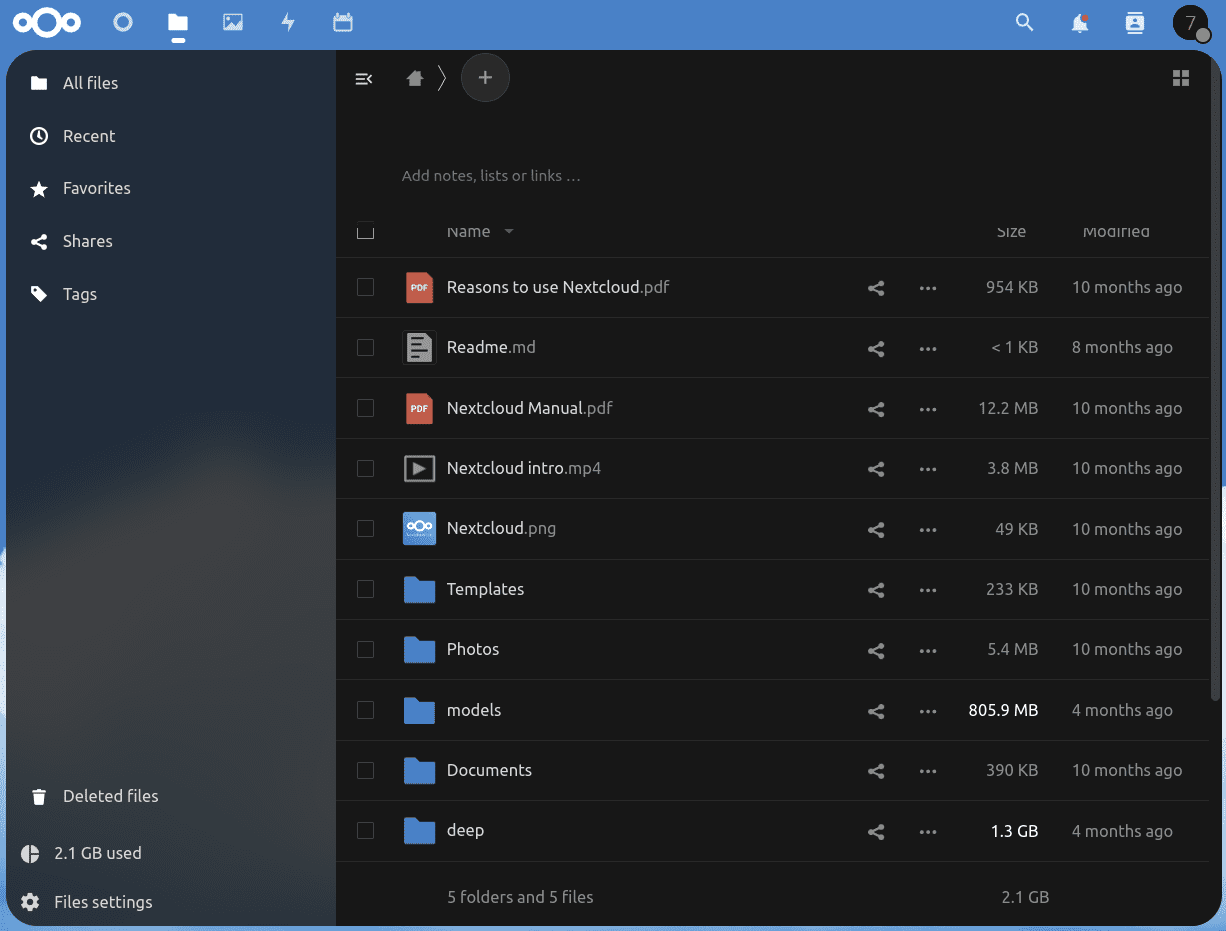 7
All files
Recent
Favorites
Shares
Tags
Deleted files
2.1 GB used
Files settings
Add notes, lists or links …
Name Size Modified
PDF Reasons to use Nextcloud.pdf 954 KB 10 months ago
Readme.md < 1 KB 8 months ago
PDF Nextcloud Manual.pdf 12.2 MB 10 months ago
Nextcloud intro.mp4 3.8 MB 10 months ago
Nextcloud.png 49 KB 10 months ago
Templates 233 KB 10 months ago
Photos 5.4 MB 10 months ago
models 805.9 MB 4 months ago
Documents 390 KB 10 months ago
deep 1.3 GB 4 months ago
5 folders and 5 files 2.1 GB